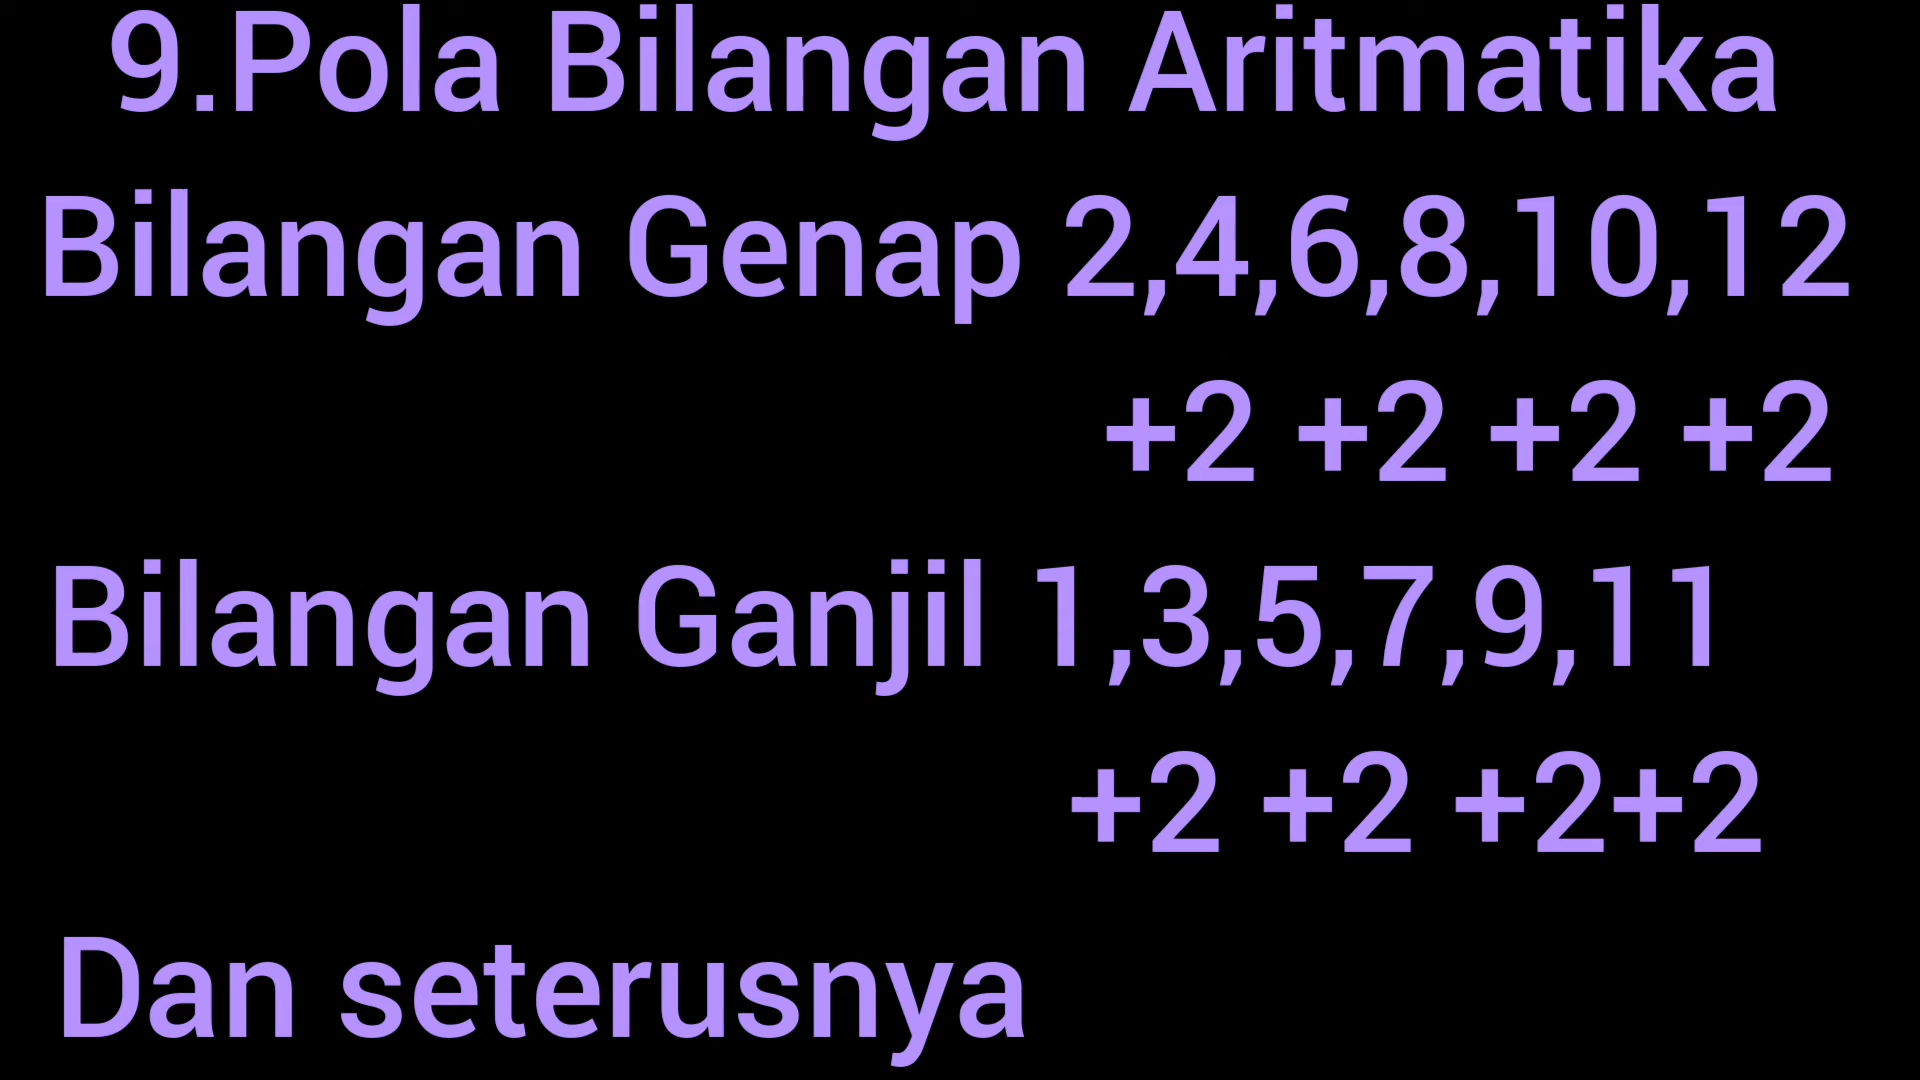 9.Pola Bilangan Aritmatika
Bilangan Genap 2,4,6,8,10,12
+2 +2 +2 +2
Bilangan Ganjil 1,3,5,7,9,11
+2 +2 +2+2
Dan seterusnya